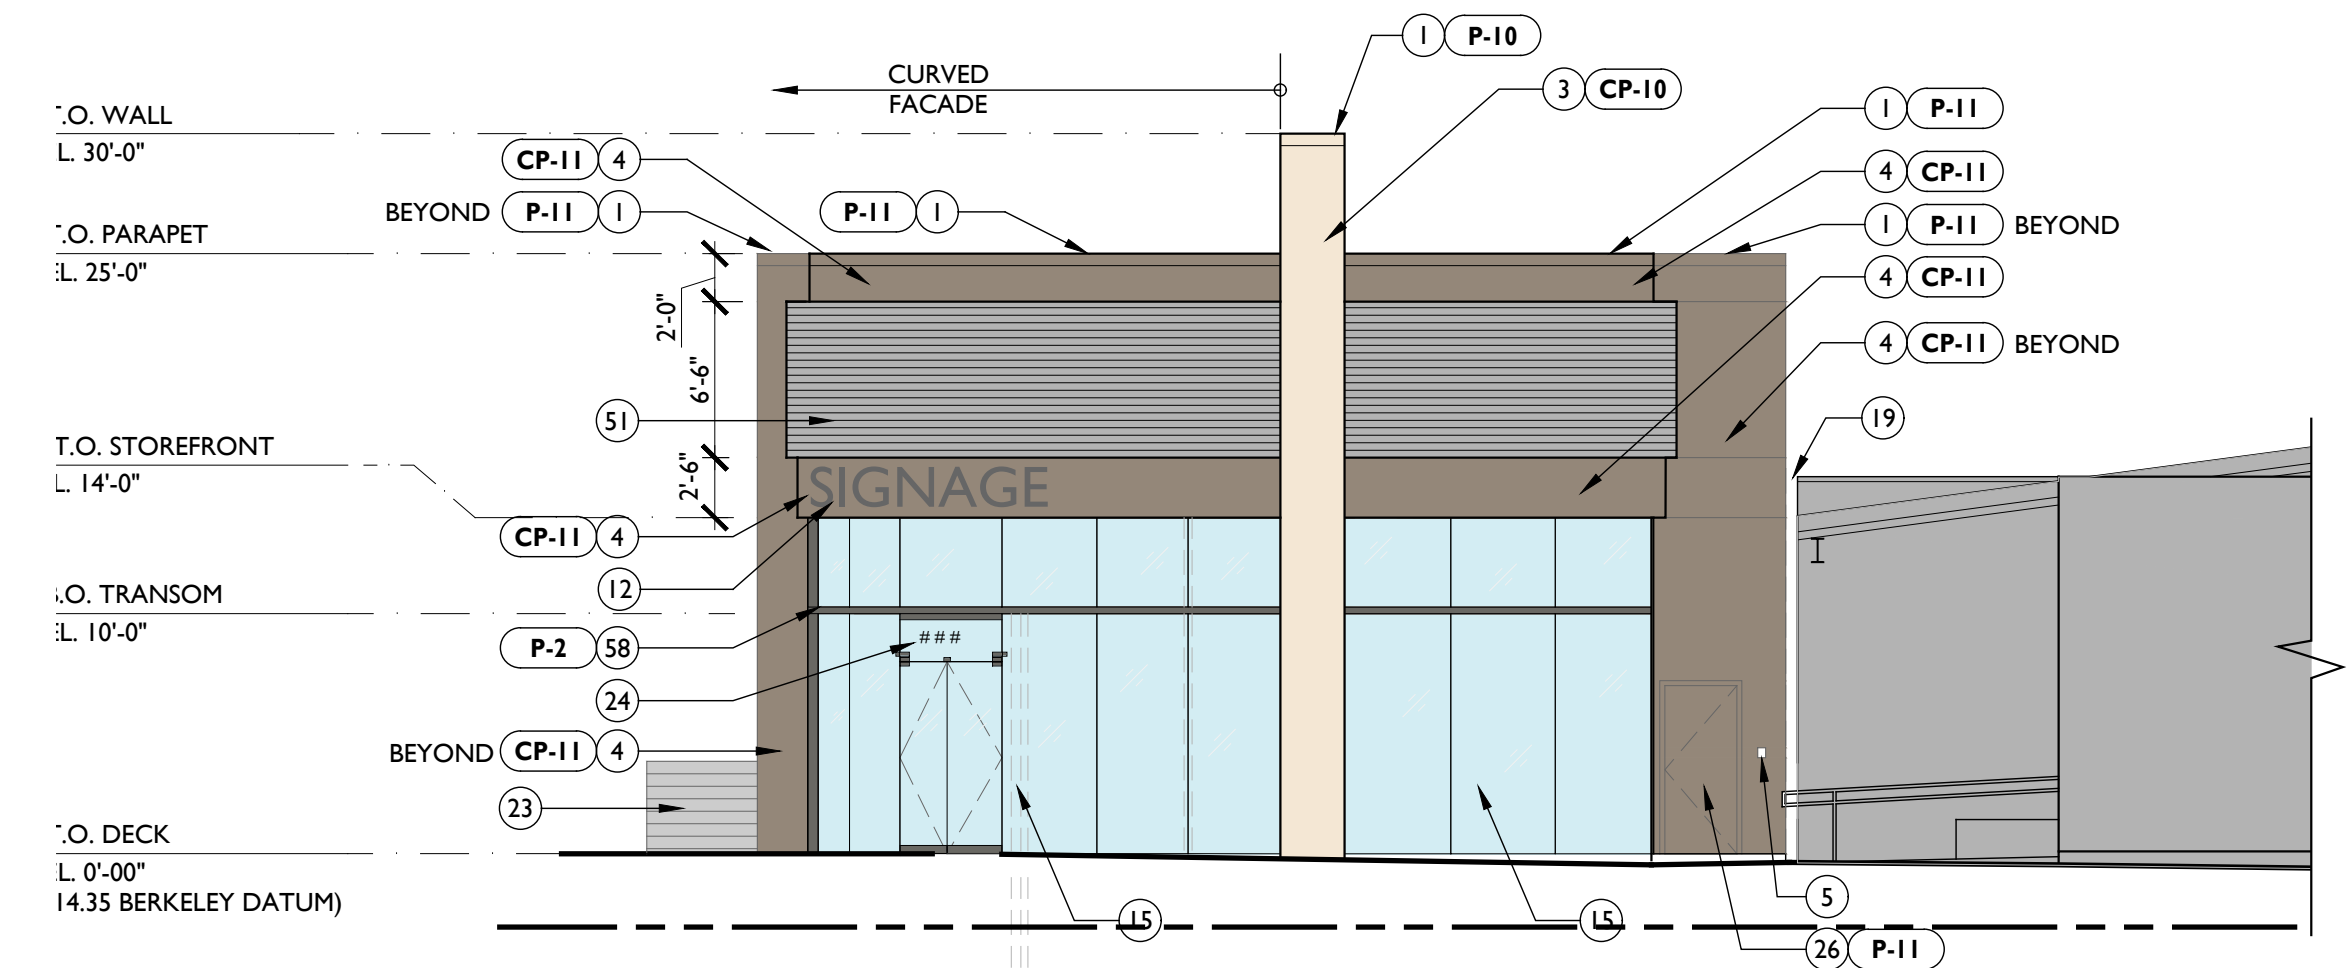 1 P-10
CURVED
FACADE
3 CP-10
T.O. WALL
L. 30'-0"
CP-11 4
1 P-11
4 CP-11
BEYOND P-11 1
P-11 1
1 P-11 BEYOND
T.O. PARAPET
EL. 25'-0"
4 CP-11
2'-0"
6'-6"
4 CP-11 BEYOND
51
19
T.O. STOREFRONT
L. 14'-0"
2'-6"
SIGNAGE
CP-11 4
12
.O. TRANSOM
EL. 10'-0"
P-2 58
###
24
BEYOND CP-11 4
23
T.O. DECK
L. 0'-00"
14.35 BERKELEY DATUM)
15
15
5
26 P-11